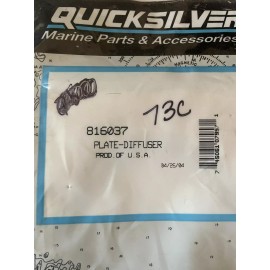 QUICKSILVER
Marine Parts & Accessories
73C
816037
PLATE-DIFFUSER
PROD OF U.S.A.
04/25/04